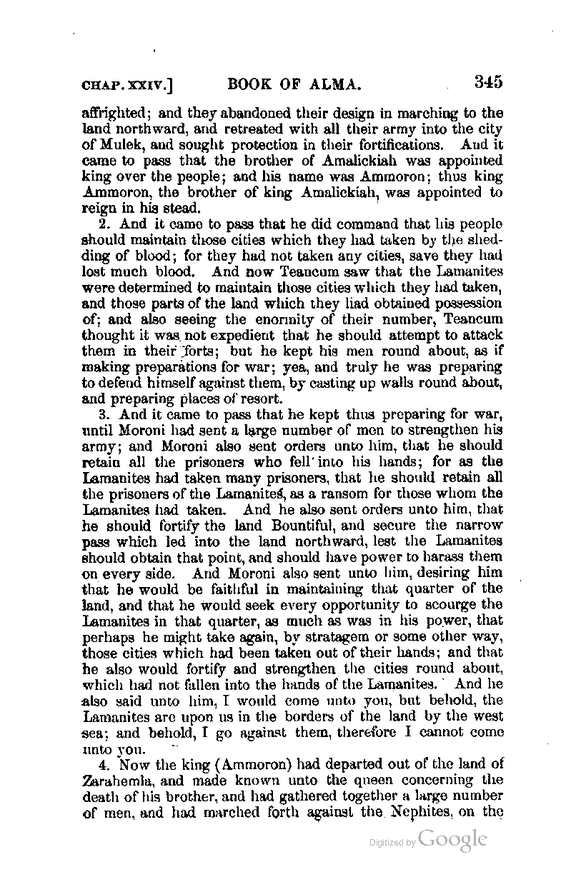 CHAP. XXIV.] BOOK OF ALMA. 345
affrighted; and they abandoned their design in marching to the
land northward, and retreated with all their army into the city
of Mulek, and sought protection in their fortifications. And it
came to pass that the brother of Amalickiah was appointed
king over the people; and his name was Ammoron; thus king
Ammoron, the brother of king Amalickiah, was appointed to
reign in his stead.
2. And it came to pass that he did command that his people
should maintain those cities which they had taken by the shed-
ding of blood; for they had not taken any cities, save they had
lost much blood. And now Teancum saw that the Lamanites
were determined to maintain those cities which they had taken,
and those parts of the land which they had obtained possession
of; and also seeing the enormity of their number, Teancum
thought it was not expedient that he should attempt to attack
them in their forts; but he kept his men round about, as if
making preparations for war; yea, and truly he was preparing
to defend himself against them, by casting up walls round about,
and preparing places of resort.
3. And it came to pass that he kept thus preparing for war,
until Moroni had sent a large number of men to strengthen his
army; and Moroni also sent orders unto him, that he should
retain all the prisoners who fell into his hands; for as the
Lamanites had taken many prisoners, that he should retain all
the prisoners of the Lamanites, as a ransom for those whom the
Lamanites had taken. And he also sent orders unto him, that
he should fortify the land Bountiful, and secure the narrow
pass which led into the land northward, lest the Lamanites
should obtain that point, and should have power to harass them
on every side. And Moroni also sent unto him, desiring him
that he would be faithful in maintaining that quarter of the
land, and that he would seek every opportunity to scourge the
Lamanites in that quarter, as much as was in his power, that
perhaps he might take again, by stratagem or some other way,
those cities which had been taken out of their hands; and that
he also would fortify and strengthen the cities round about,
which had not fallen into the hands of the Lamanites. And he
also said unto him, I would come unto you, but behold, the
Lamanites are upon us in the borders of the land by the west
sea; and behold, I go against them, therefore I cannot come
unto you.
4. Now the king (Ammoron) had departed out of the land of
Zarahemla, and made known unto the queen concerning the
death of his brother, and had gathered together a large number
of men, and had marched forth against the Nephites, on the
Digitized by Google